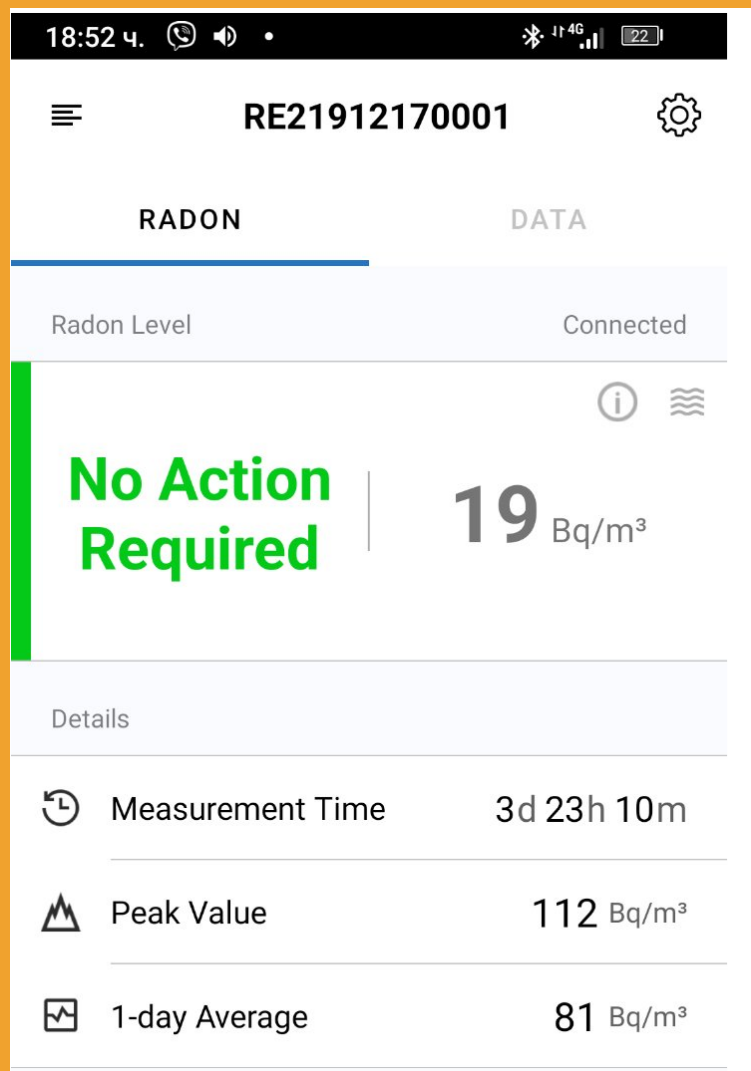 18:52 ч. 4G 22
RE21912170001
RADON DATA
Radon Level Connected
No Action
Required
19 Bq/m³
Details
Measurement Time 3d 23h 10m
Peak Value 112 Bq/m³
1-day Average 81 Bq/m³